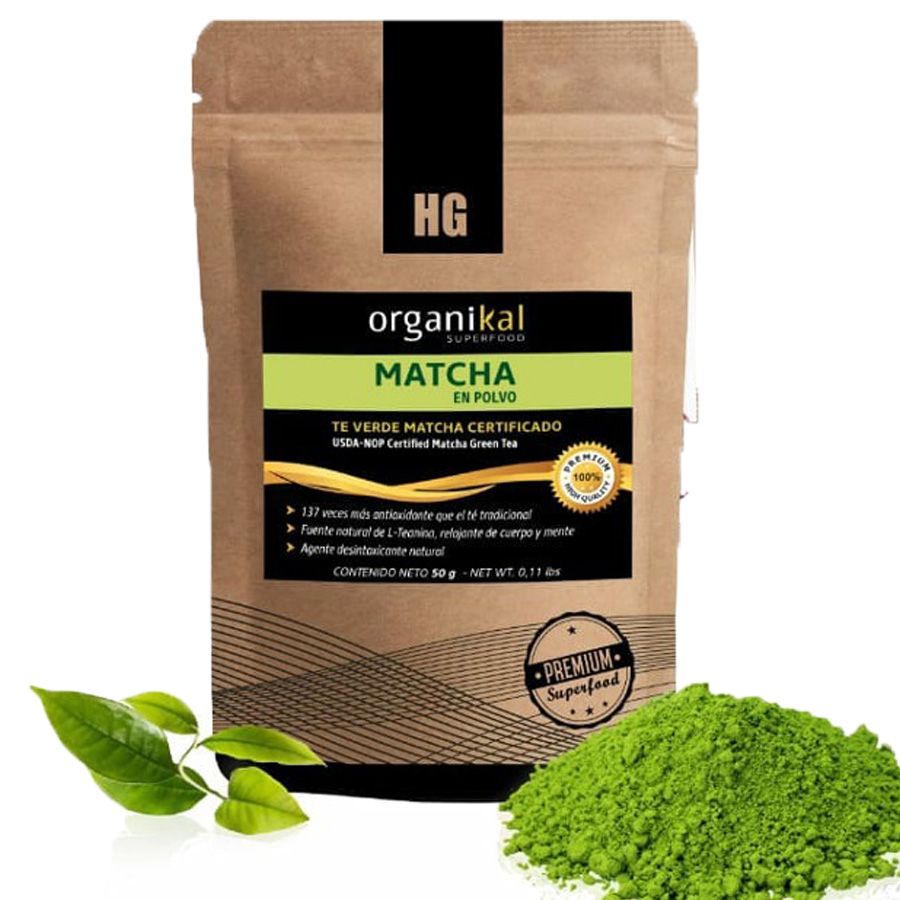 HG
organikal
SUPERFOOD
MATCHA
EN POLVO
TE VERDE MATCHA CERTIFICADO
USDA-NOP Certified Matcha Green Tea
PREMIUM
100%
HIGH QUALITY
137 veces más antioxidante que el té tradicional
Fuente natural de L-Teanina, relajante de cuerpo y mente
Agente desintoxicante natural
CONTENIDO NETO 50 g - NET WT. 0,11 lbs
PREMIUM
Superfood